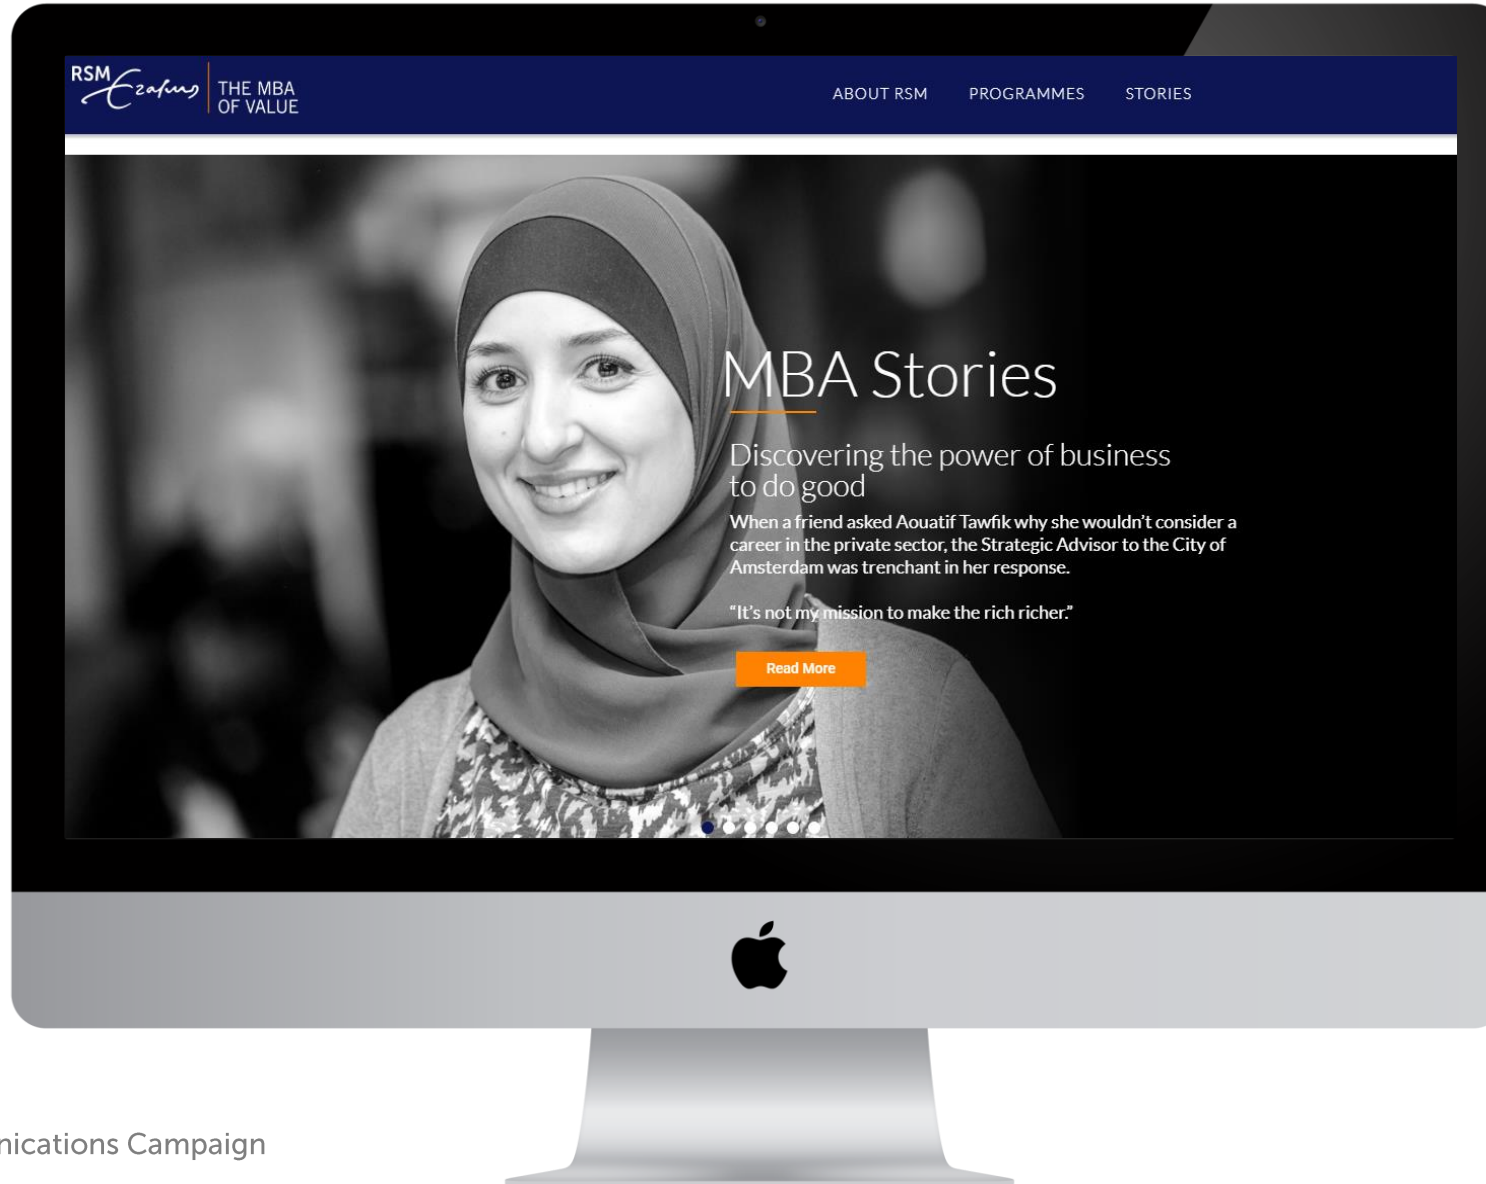 RSM Erasmus
THE MBA
OF VALUE
ABOUT RSM PROGRAMMES STORIES
MBA Stories
Discovering the power of business
to do good
When a friend asked Aouatif Tawfik why she wouldn't consider a
career in the private sector, the Strategic Advisor to the City of
Amsterdam was trenchant in her response.
“It's not my mission to make the rich richer.”
Read More
nications Campaign